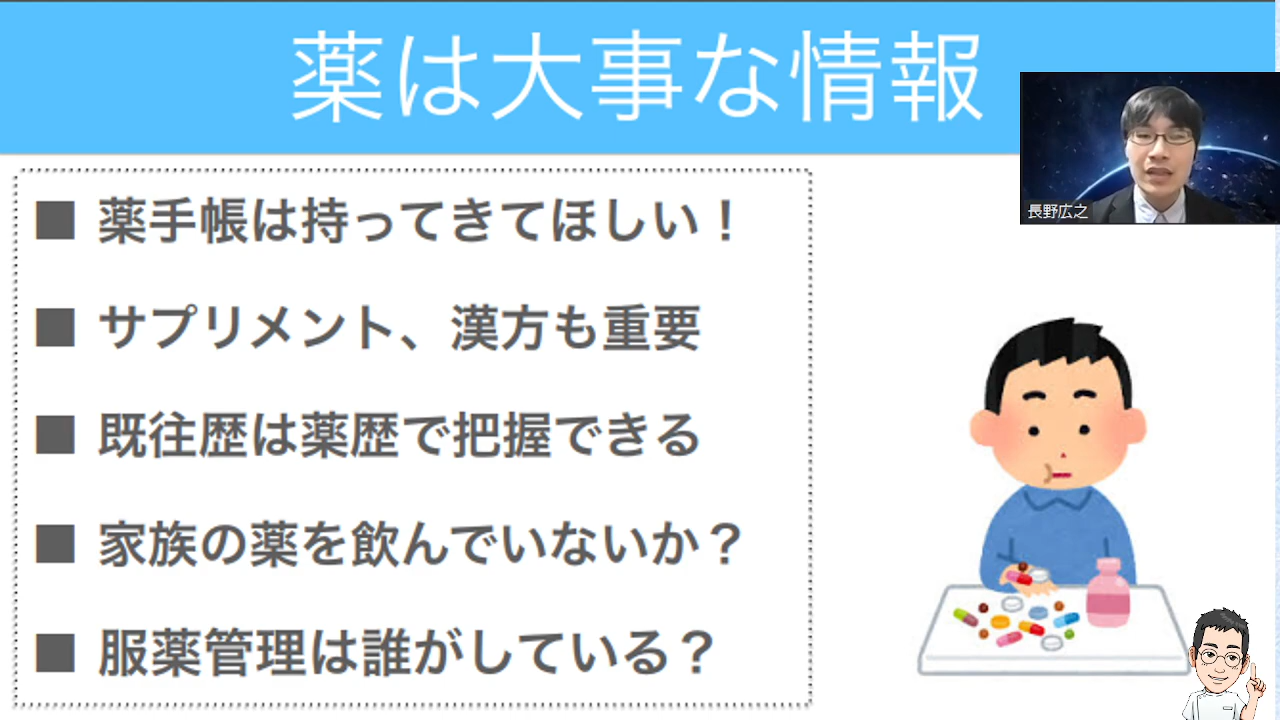 薬は大事な情報
長野広之
■ 薬手帳は持ってきてほしい！
■ サプリメント、漢方も重要
■ 既往歴は薬歴で把握できる
■ 家族の薬を飲んでいないか？
■ 服薬管理は誰がしている？